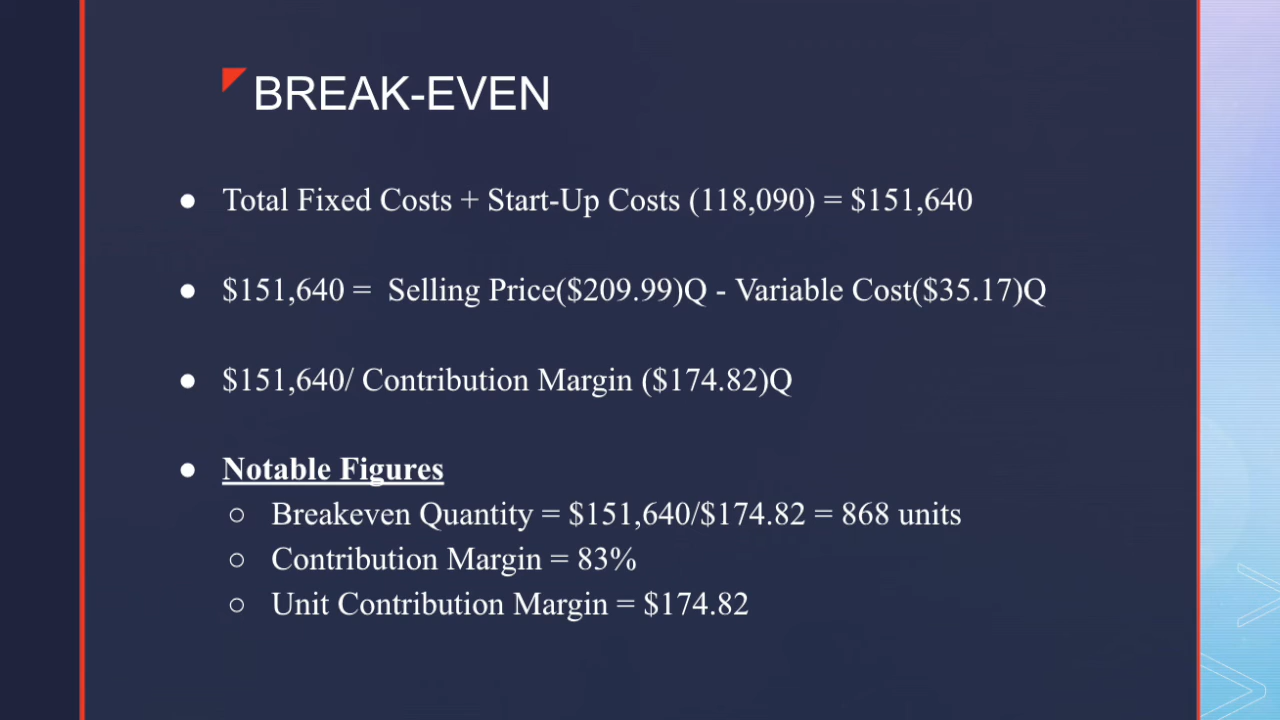 BREAK-EVEN
● Total Fixed Costs + Start-Up Costs (118,090) = $151,640
● $151,640 = Selling Price($209.99)Q - Variable Cost($35.17)Q
● $151,640/ Contribution Margin ($174.82)Q
● Notable Figures
○ Breakeven Quantity = $151,640/$174.82 = 868 units
○ Contribution Margin = 83%
○ Unit Contribution Margin = $174.82